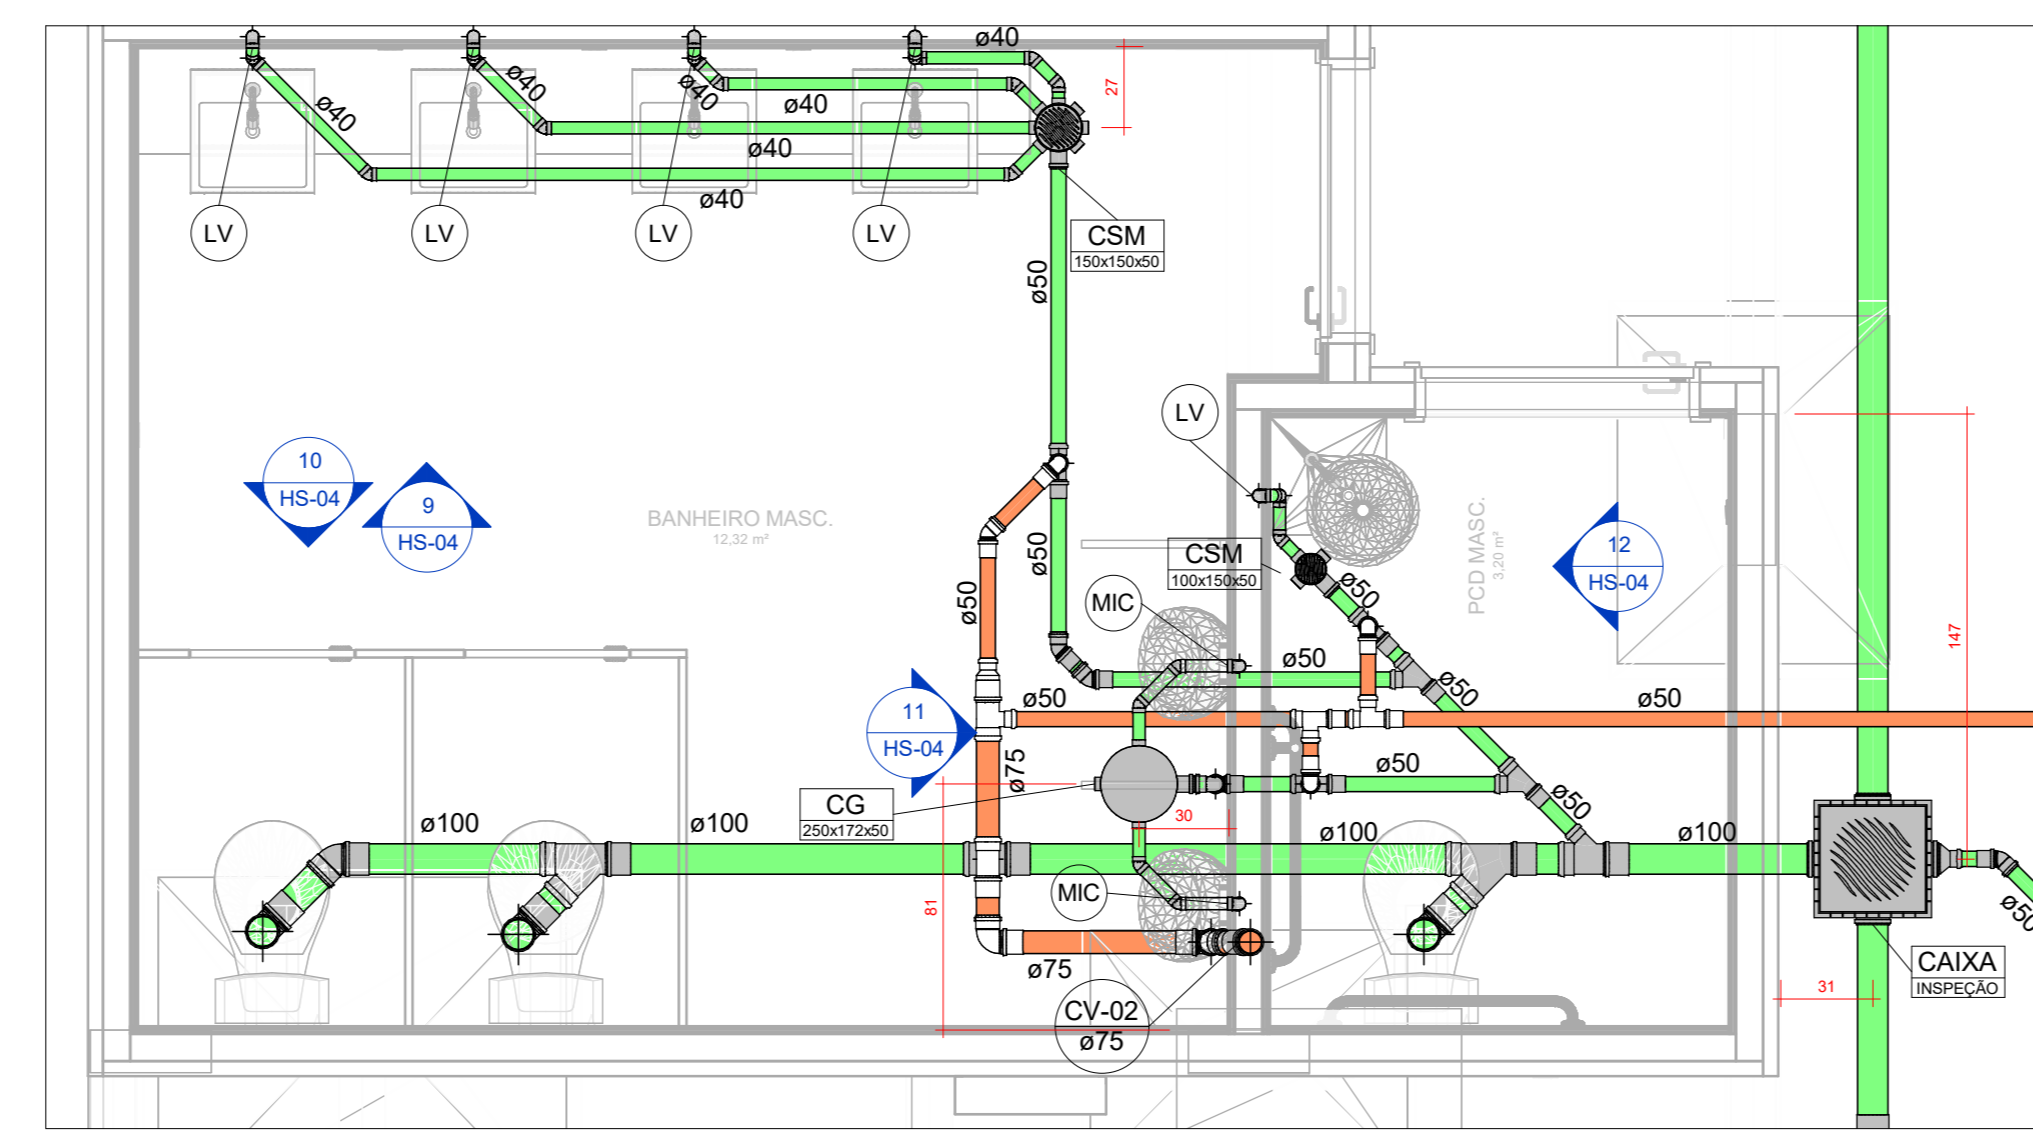 ø40
27
ø40
ø40
ø40
ø40
ø40
ø40
LV
LV
LV
LV
CSM
150x150x50
ø50
LV
10
HS-04
9
HS-04
BANHEIRO MASC.
12,32 m²
PCD MASC.
3,20 m²
12
HS-04
CSM
100x150x50
ø50
ø50
ø50
MIC
147
ø50
ø50
ø50
ø50
11
HS-04
ø75
ø50
ø50
CG
250x172x50
30
ø100
ø100
ø100
ø100
MIC
81
ø50
ø75
CV-02
ø75
CAIXA
INSPEÇÃO
31